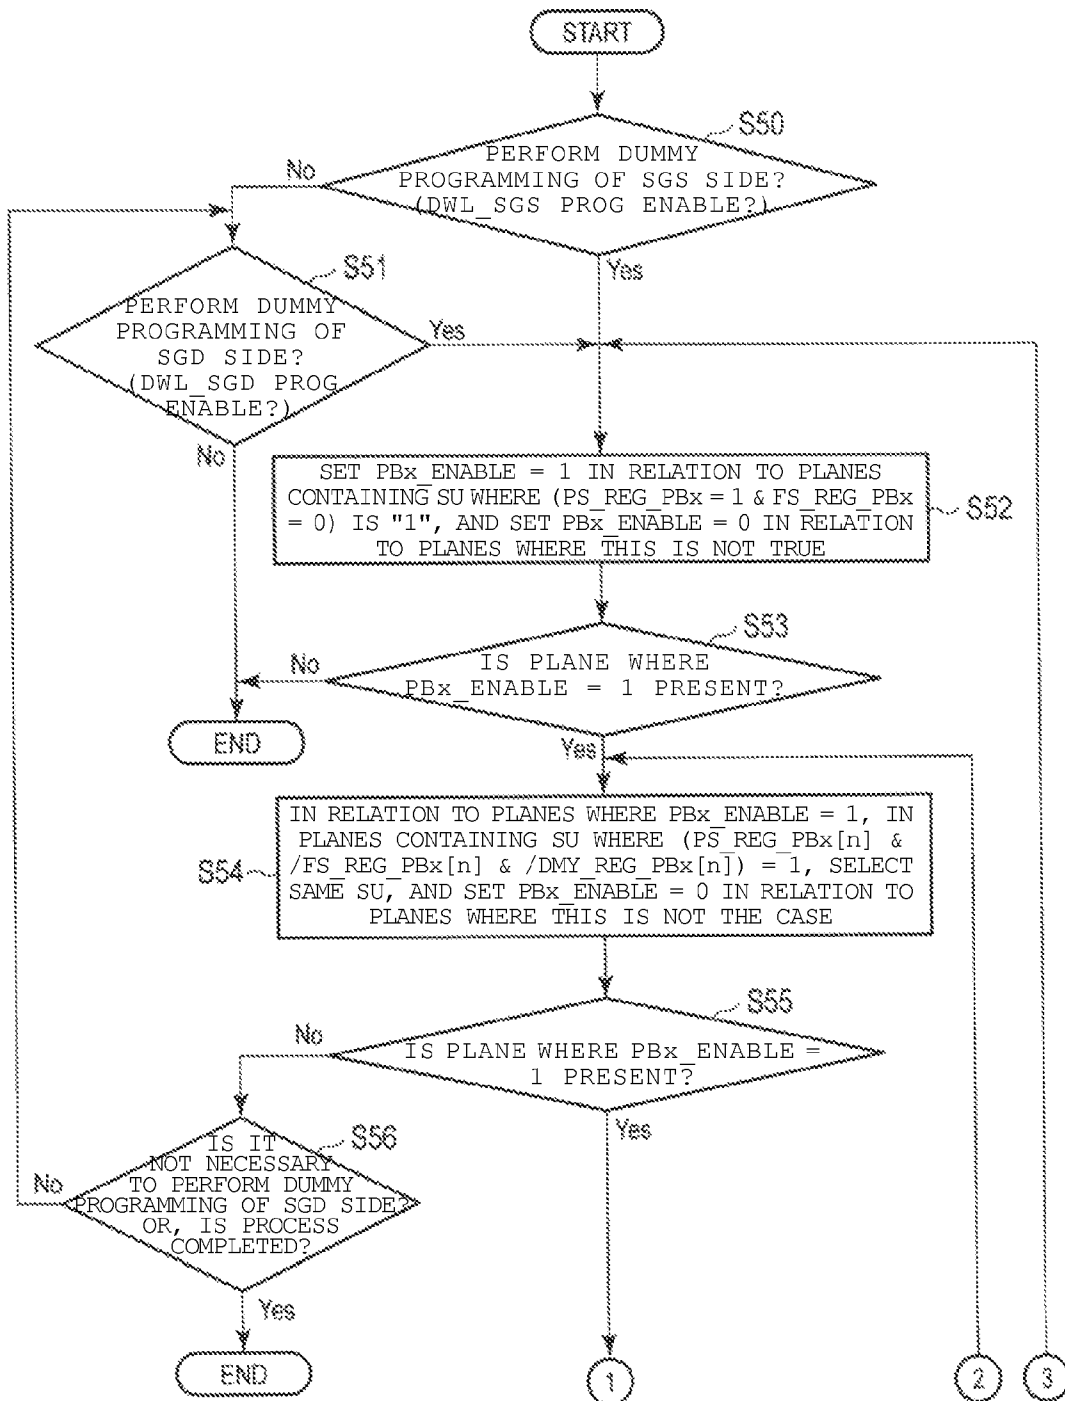 START
S50
No
PERFORM DUMMY
PROGRAMMING OF SGS SIDE?
(DWL_SGS PROG ENABLE?)
Yes
S51
PERFORM DUMMY
PROGRAMMING OF
SGD SIDE?
(DWL_SGD PROG
ENABLE?)
Yes
No
SET PBx_ENABLE = 1 IN RELATION TO PLANES
CONTAINING SU WHERE (PS_REG_PBx = 1 & FS_REG_PBx
= 0) IS "1", AND SET PBx_ENABLE = 0 IN RELATION
TO PLANES WHERE THIS IS NOT TRUE
S52
S53
No
IS PLANE WHERE
PBx_ENABLE = 1 PRESENT?
END
Yes
IN RELATION TO PLANES WHERE PBx_ENABLE = 1, IN
PLANES CONTAINING SU WHERE (PS_REG_PBx[n] &
/FS_REG_PBx[n] & /DMY_REG_PBx[n]) = 1, SELECT
SAME SU, AND SET PBx_ENABLE = 0 IN RELATION TO
PLANES WHERE THIS IS NOT THE CASE
S54
S55
No
IS PLANE WHERE PBx_ENABLE =
1 PRESENT?
Yes
S56
No
IS IT
NOT NECESSARY
TO PERFORM DUMMY
PROGRAMMING OF SGD SIDE?
OR, IS PROCESS
COMPLETED?
Yes
END
1
2
3